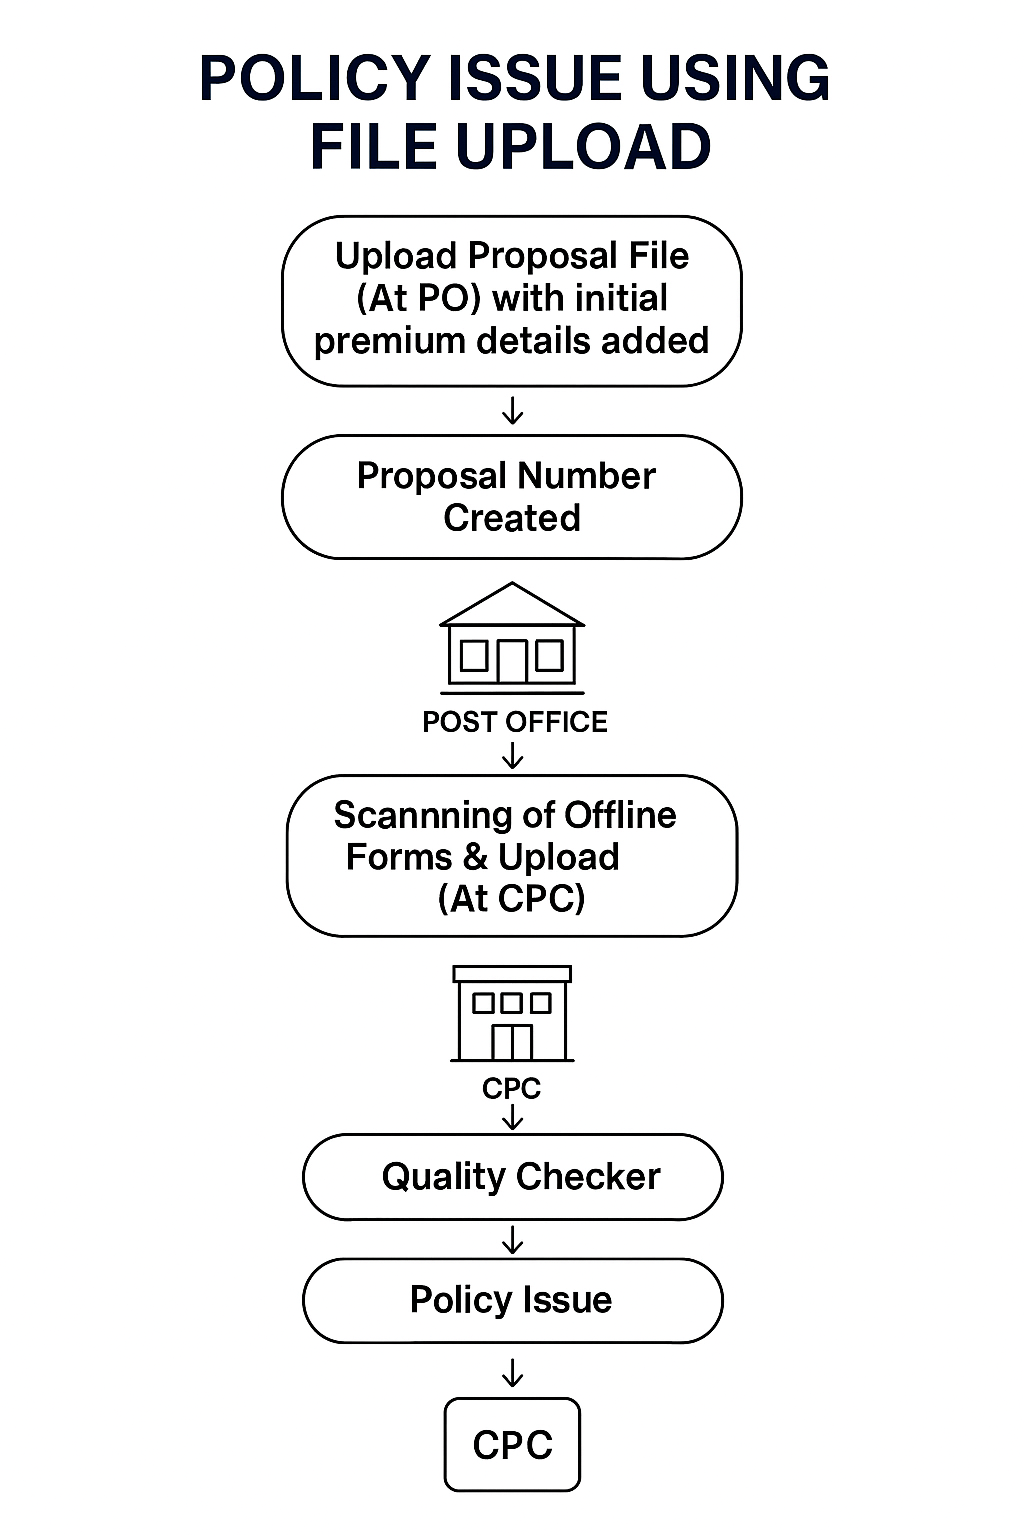 POLICY ISSUE USING
FILE UPLOAD
Upload Proposal File
(At PO) with initial
premium details added
Proposal Number
Created
POST OFFICE
Scannning of Offline
Forms & Upload
(At CPC)
CPC
Quality Checker
Policy Issue
CPC